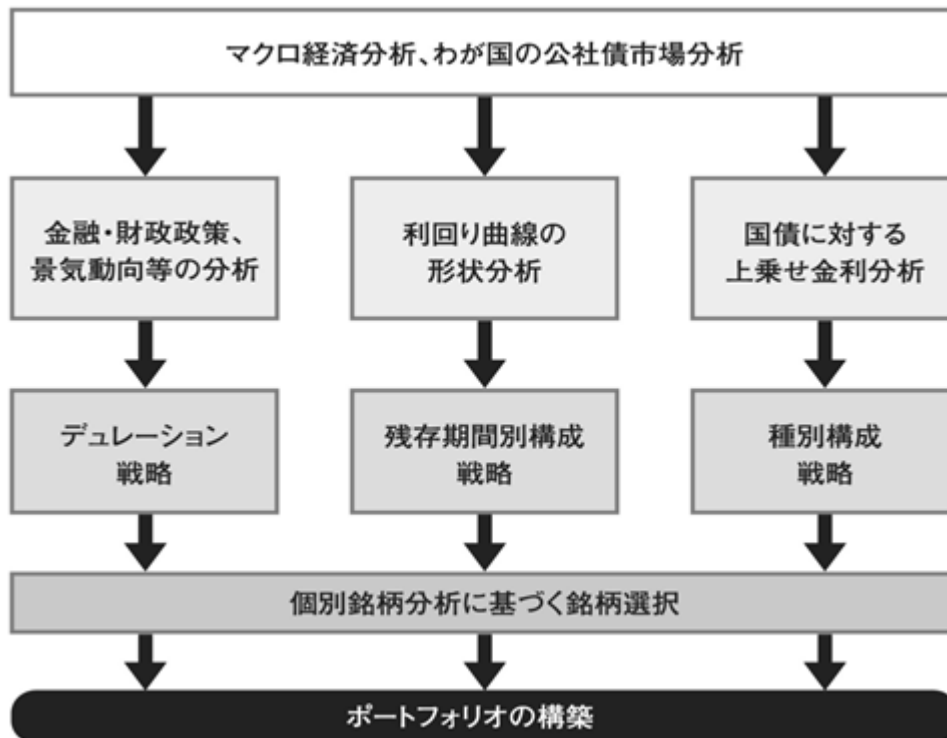 マクロ経済分析、わが国の公社債市場分析
金融・財政政策、
景気動向等の分析
利回り曲線の
形状分析
国債に対する
上乗せ金利分析
デュレーション
戦略
残存期間別構成
戦略
種別構成
戦略
個別銘柄分析に基づく銘柄選択
ポートフォリオの構築